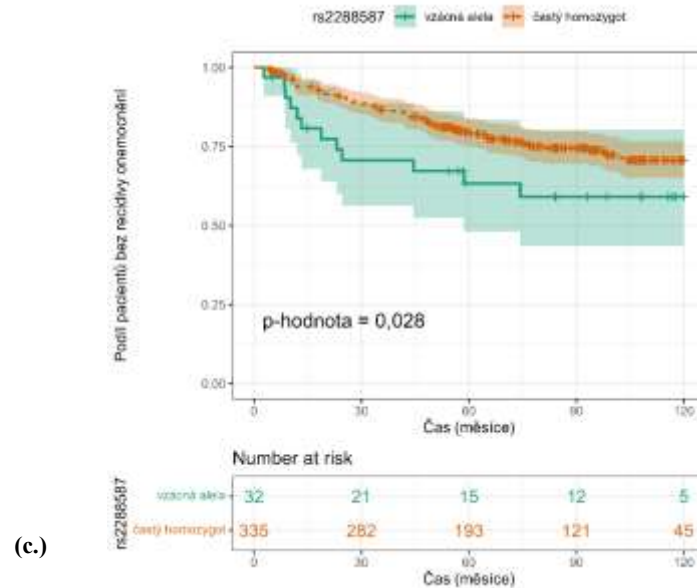 rs2288587 vzácná alela častý homozygot
Podíl pacientů bez recidivy onemocnění
1.00
0.75
0.50
0.25
0.00
p-hodnota = 0,028
0 30 60 90 120
Čas (měsíce)
Number at risk
rs2288587
vzácná alela 32 21 15 12 5
častý homozygot 335 282 193 121 45
0 30 60 90 120
Čas (měsíce)
(c.)